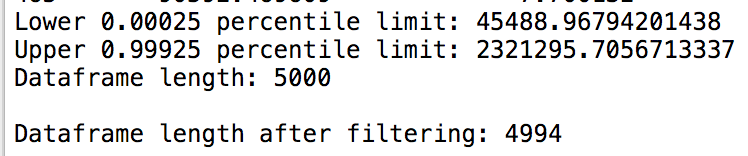 Lower 0.00025 percentile limit: 45488.96794201438
Upper 0.99925 percentile limit: 2321295.7056713337
Dataframe length: 5000
Dataframe length after filtering: 4994